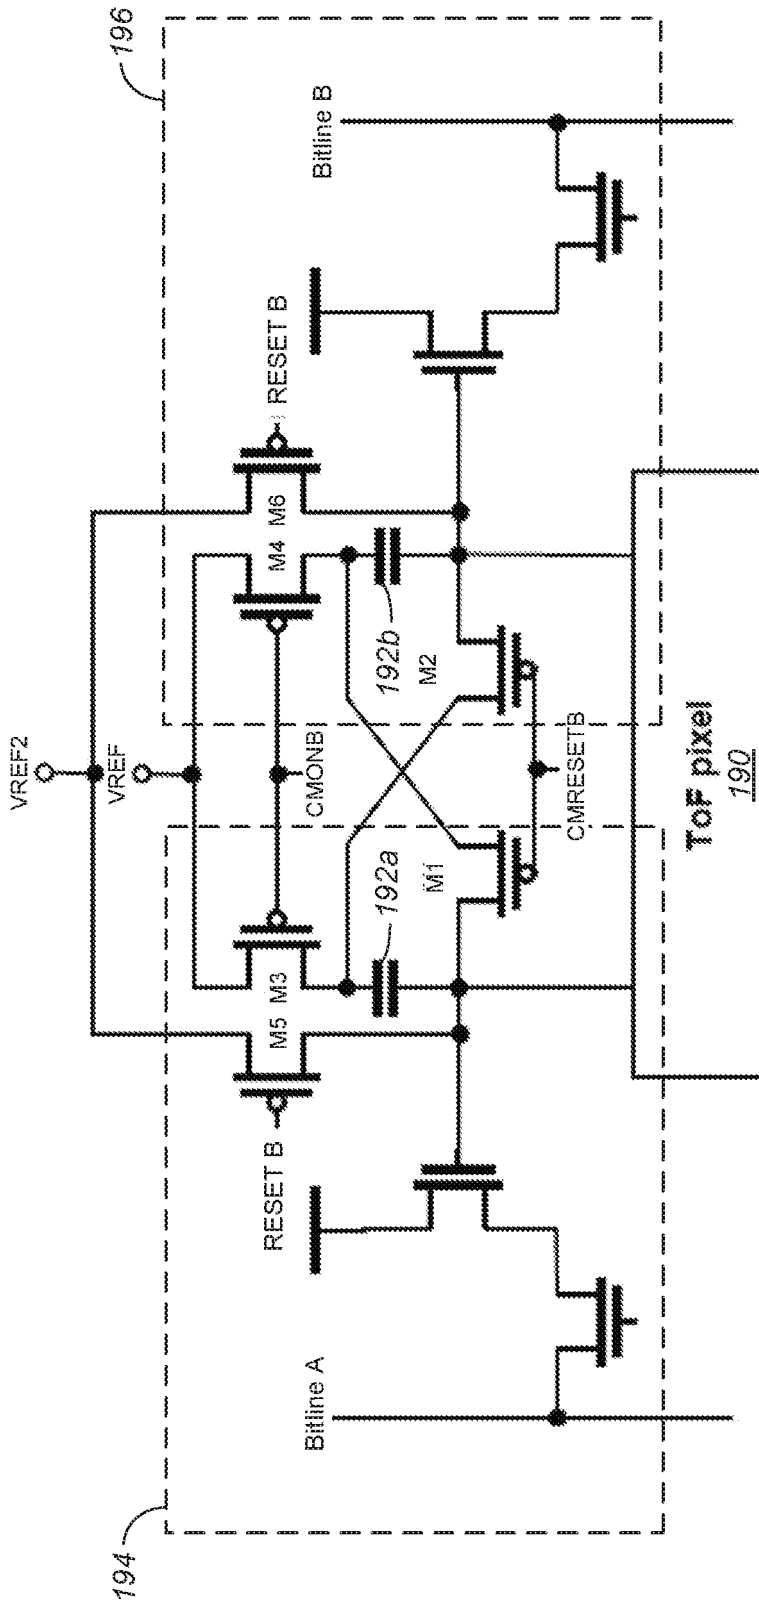 196
Bitline B
RESET B
M6
M4
192b
M2
VREF2
VREF
CMONB
CMRESETB
ToF pixel
190
M1
192a
M3
M5
RESET B
Bitline A
194